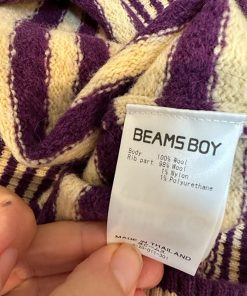 BEAMS BOY
Body 100% Wool
Rib part 98% Wool
1% Nylon
1% Polyurethane
MADE IN THAILAND